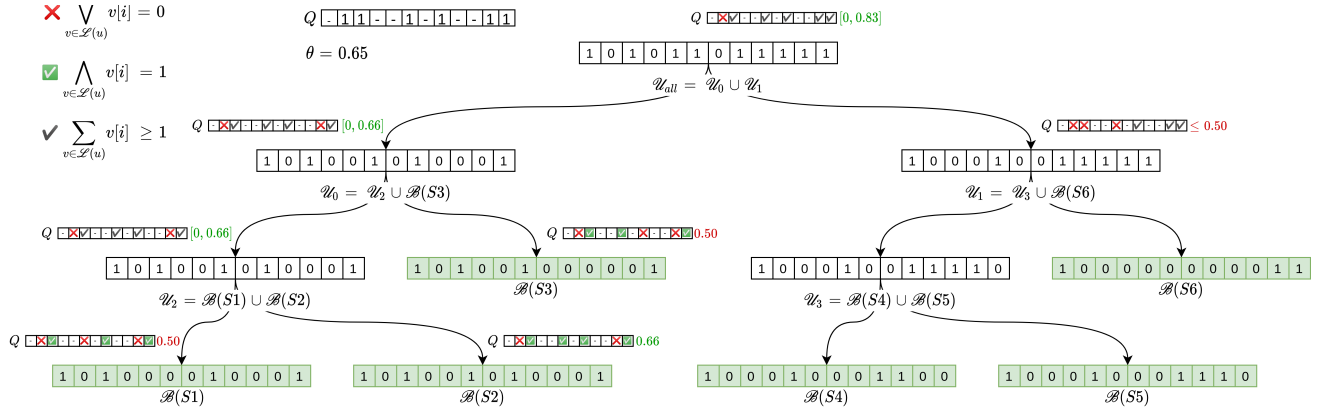 ❌ ⋁ v[i] = 0
v∈ℒ(u)
✅ ⋀ v[i] = 1
v∈ℒ(u)
✔ ∑ v[i] ≥ 1
v∈ℒ(u)
Q - 1 1 - - 1 - 1 - - 1 1
θ = 0.65
- ❌ ✔ - - ✔ - ✔ - - ✔ ✔ [0, 0.83]
1 0 1 0 1 1 0 1 1 1 1 1
𝒰all = 𝒰0 ∪ 𝒰1
Q - ❌ ✔ - - ✔ - ✔ - - ❌ ✔ [0, 0.66]
1 0 1 0 0 1 0 1 0 0 0 1
𝒰0 = 𝒰2 ∪ ℬ(S3)
Q - ❌ ❌ - - ❌ - ✔ - - ✔ ✔ ≤ 0.50
1 0 0 0 1 0 0 1 1 1 1 1
𝒰1 = 𝒰3 ∪ ℬ(S6)
Q - ❌ ✔ - - ✔ - ✔ - - ❌ ✔ [0, 0.66]
1 0 1 0 0 1 0 1 0 0 0 1
𝒰2 = ℬ(S1) ∪ ℬ(S2)
Q - ❌ ✅ - - ✅ - ❌ - - ❌ ✅ 0.50
1 0 1 0 0 1 0 0 0 0 0 1
ℬ(S3)
1 0 0 0 1 0 0 1 1 1 1 0
𝒰3 = ℬ(S4) ∪ ℬ(S5)
1 0 0 0 0 0 0 0 0 0 1 1
ℬ(S6)
Q - ❌ ✅ - - ❌ - ✅ - - ❌ ✅ 0.50
1 0 1 0 0 0 0 1 0 0 0 1
ℬ(S1)
Q - ❌ ✅ - - ✅ - ✅ - - ❌ ✅ 0.66
1 0 1 0 0 1 0 1 0 0 0 1
ℬ(S2)
1 0 0 0 1 0 0 0 1 1 0 0
ℬ(S4)
1 0 0 0 1 0 0 1 1 1 1 0
ℬ(S5)